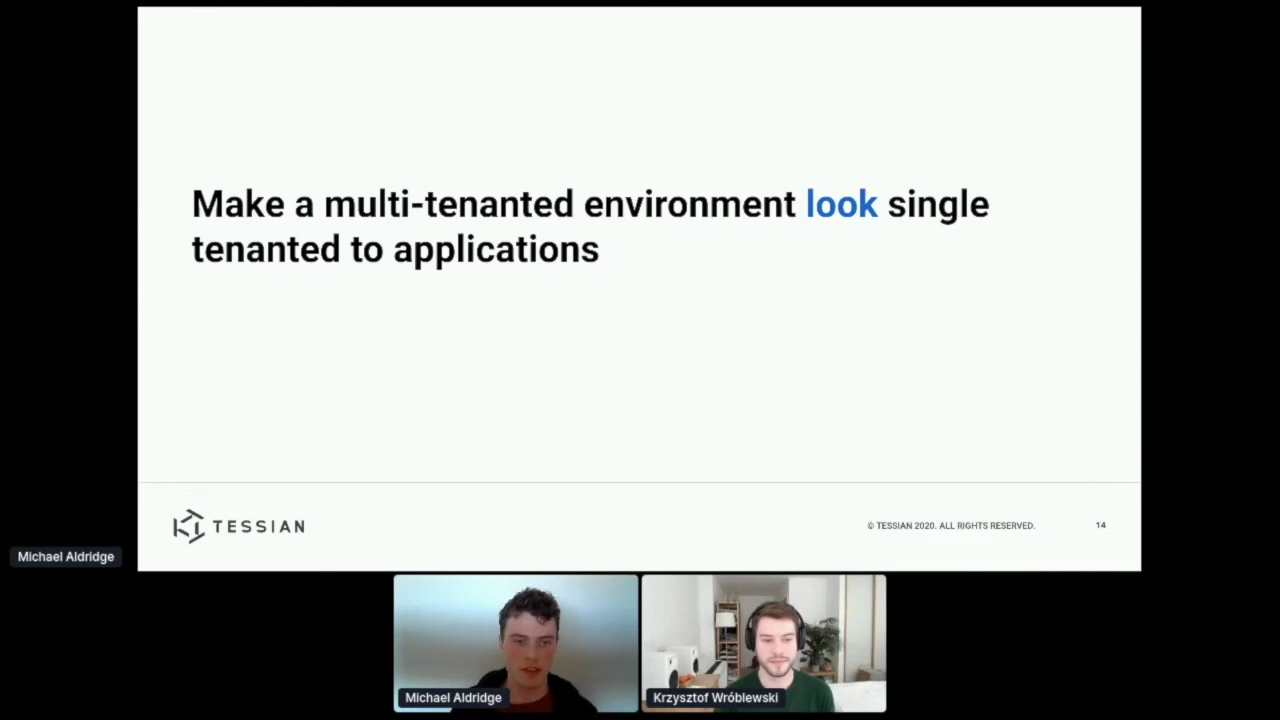 Make a multi-tenanted environment look single
tenanted to applications
TESSIAN
© TESSIAN 2020. ALL RIGHTS RESERVED.
14
Michael Aldridge
Michael Aldridge
Krzysztof Wróblewski